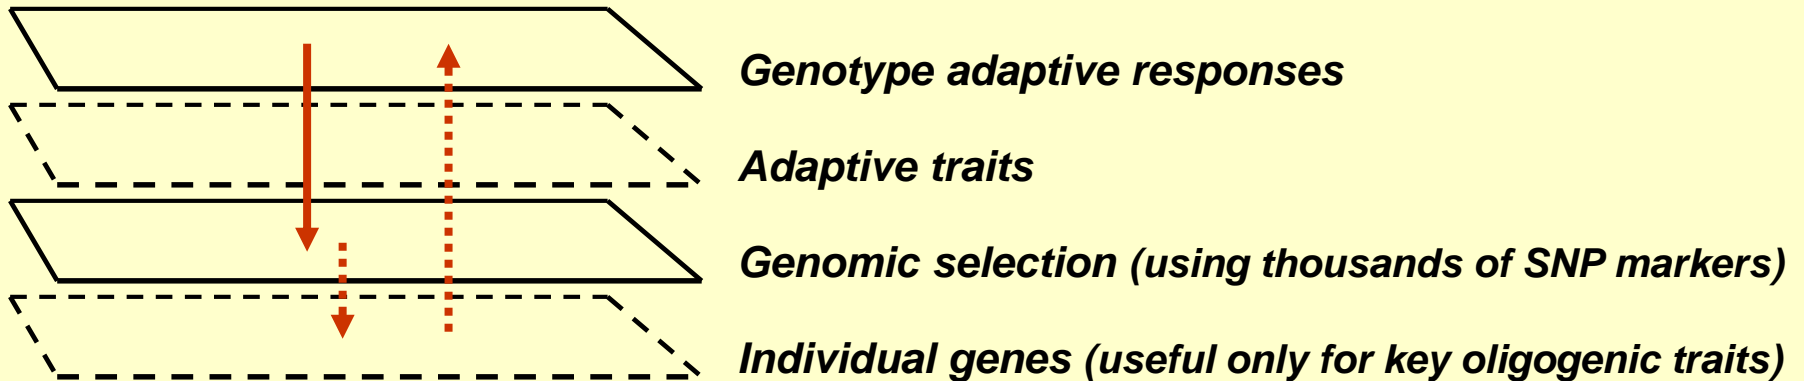 Genotype adaptive responses
Adaptive traits
Genomic selection (using thousands of SNP markers)
Individual genes (useful only for key oligogenic traits)